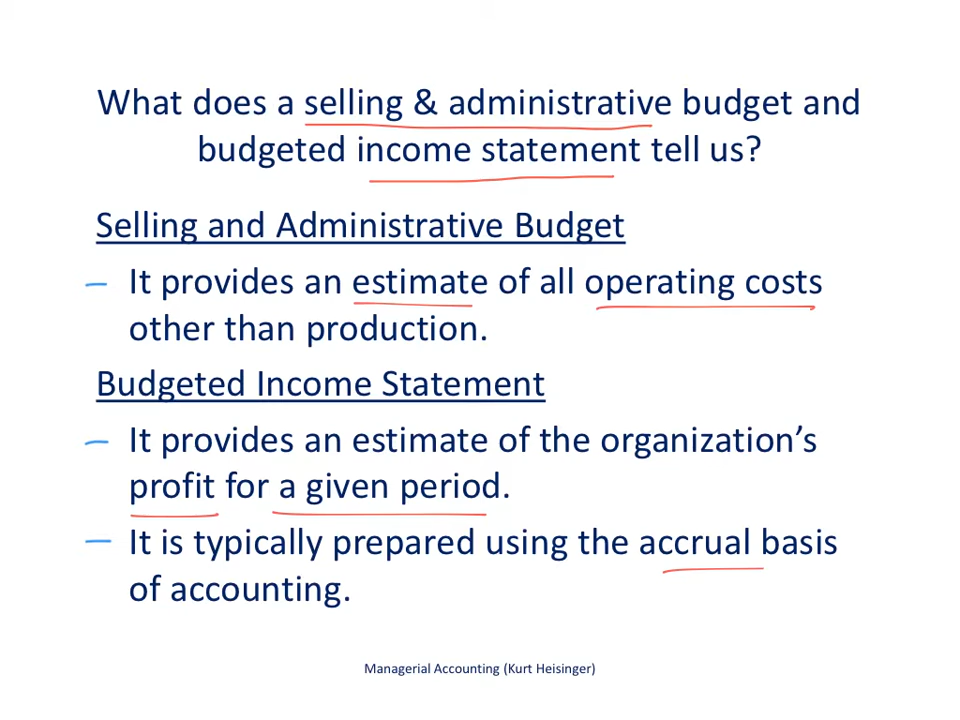 What does a selling & administrative budget and
budgeted income statement tell us?
Selling and Administrative Budget
It provides an estimate of all operating costs
other than production.
Budgeted Income Statement
It provides an estimate of the organization’s
profit for a given period.
It is typically prepared using the accrual basis
of accounting.
Managerial Accounting (Kurt Heisinger)